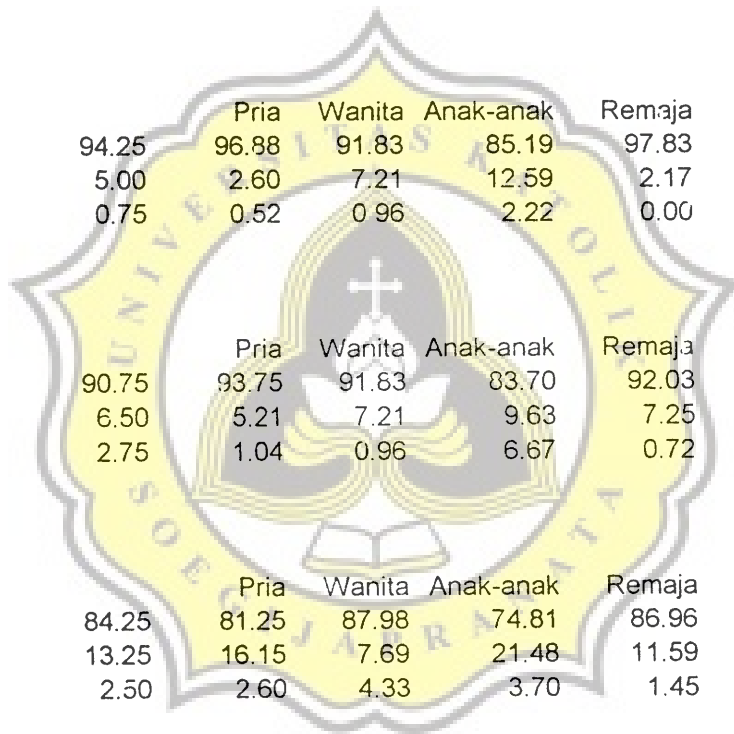 Pria Wanita Anak-anak Remaja
94.25 96.88 91.83 85.19 97.83
5.00 2.60 7.21 12.59 2.17
0.75 0.52 0.96 2.22 0.00
Pria Wanita Anak-anak Remaja
90.75 93.75 91.83 83.70 92.03
6.50 5.21 7.21 9.63 7.25
2.75 1.04 0.96 6.67 0.72
Pria Wanita Anak-anak Remaja
84.25 81.25 87.98 74.81 86.96
13.25 16.15 7.69 21.48 11.59
2.50 2.60 4.33 3.70 1.45
UNIVERSITAS KATOLIK
SOEGIJAPRANATA